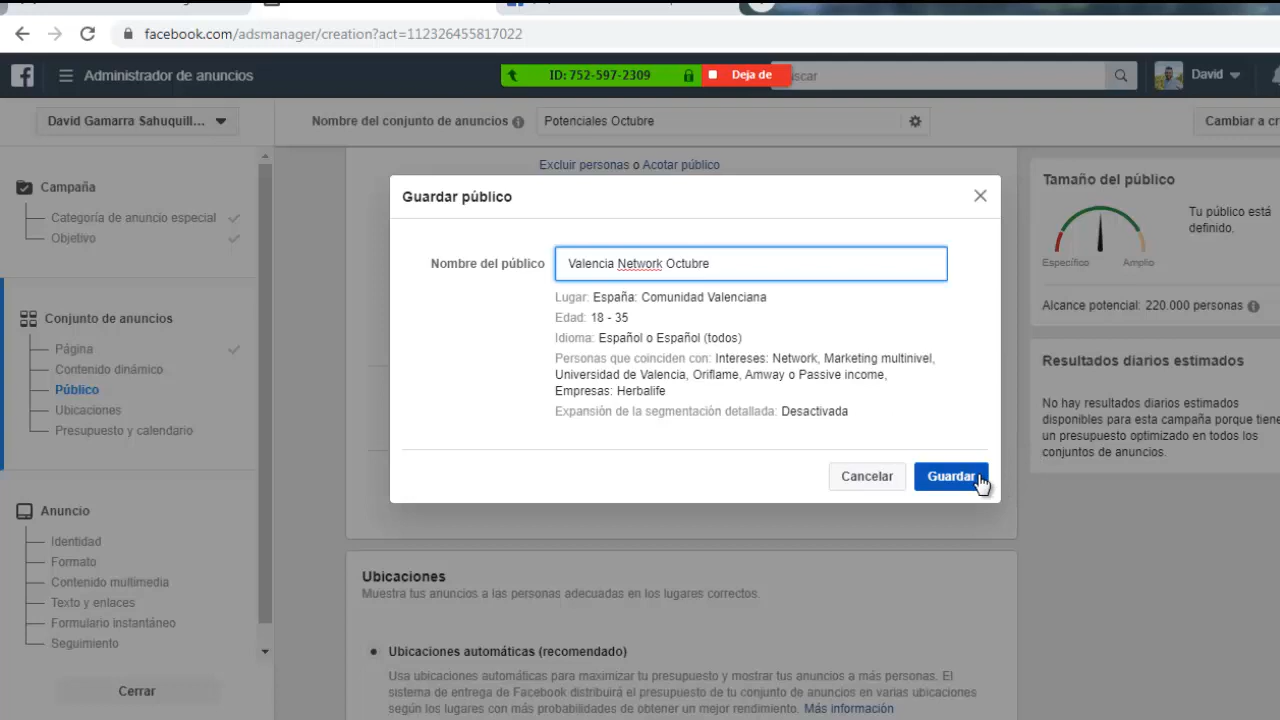 facebook.com/adsmanager/creation?act=112326455817022
Administrador de anuncios
ID: 752-597-2309
Deja de
scar
David
David Gamarra Sahuquill...
Nombre del conjunto de anuncios
Potenciales Octubre
Cambiar a cr
Campaña
Categoría de anuncio especial
Objetivo
Conjunto de anuncios
Página
Contenido dinámico
Público
Ubicaciones
Presupuesto y calendario
Anuncio
Identidad
Formato
Contenido multimedia
Texto y enlaces
Formulario instantáneo
Seguimiento
Cerrar
Excluir personas o Acotar público
Guardar público
Nombre del público
Valencia Network Octubre
Lugar: España: Comunidad Valenciana
Edad: 18 - 35
Idioma: Español o Español (todos)
Personas que coinciden con: Intereses: Network, Marketing multinivel,
Universidad de Valencia, Oriflame, Amway o Passive income,
Empresas: Herbalife
Expansión de la segmentación detallada: Desactivada
Cancelar
Guardar
Ubicaciones
Muestra tus anuncios a las personas adecuadas en los lugares correctos.
Ubicaciones automáticas (recomendado)
Usa ubicaciones automáticas para maximizar tu presupuesto y mostrar tus anuncios a más personas. El
sistema de entrega de Facebook distribuirá el presupuesto de tu conjunto de anuncios en varias ubicaciones
según los lugares con más probabilidades de obtener un mejor rendimiento. Más información
Tamaño del público
Tu público está
definido.
Específico
Amplio
Alcance potencial: 220.000 personas
Resultados diarios estimados
No hay resultados diarios estimados
disponibles para esta campaña porque tiene
un presupuesto optimizado en todos los
conjuntos de anuncios.